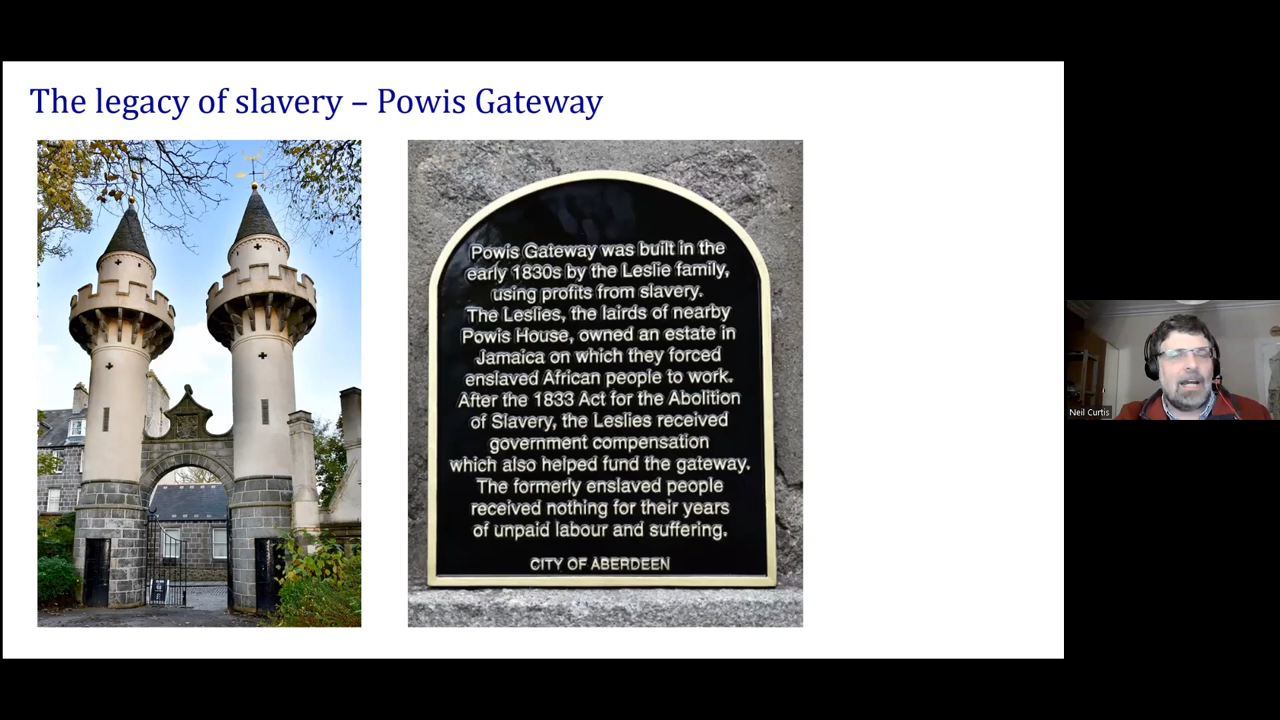 The legacy of slavery – Powis Gateway
Powis Gateway was built in the
early 1830s by the Leslie family,
using profits from slavery.
The Leslies, the lairds of nearby
Powis House, owned an estate in
Jamaica on which they forced
enslaved African people to work.
After the 1833 Act for the Abolition
of Slavery, the Leslies received
government compensation
which also helped fund the gateway.
The formerly enslaved people
received nothing for their years
of unpaid labour and suffering.
CITY OF ABERDEEN
Neil Curtis